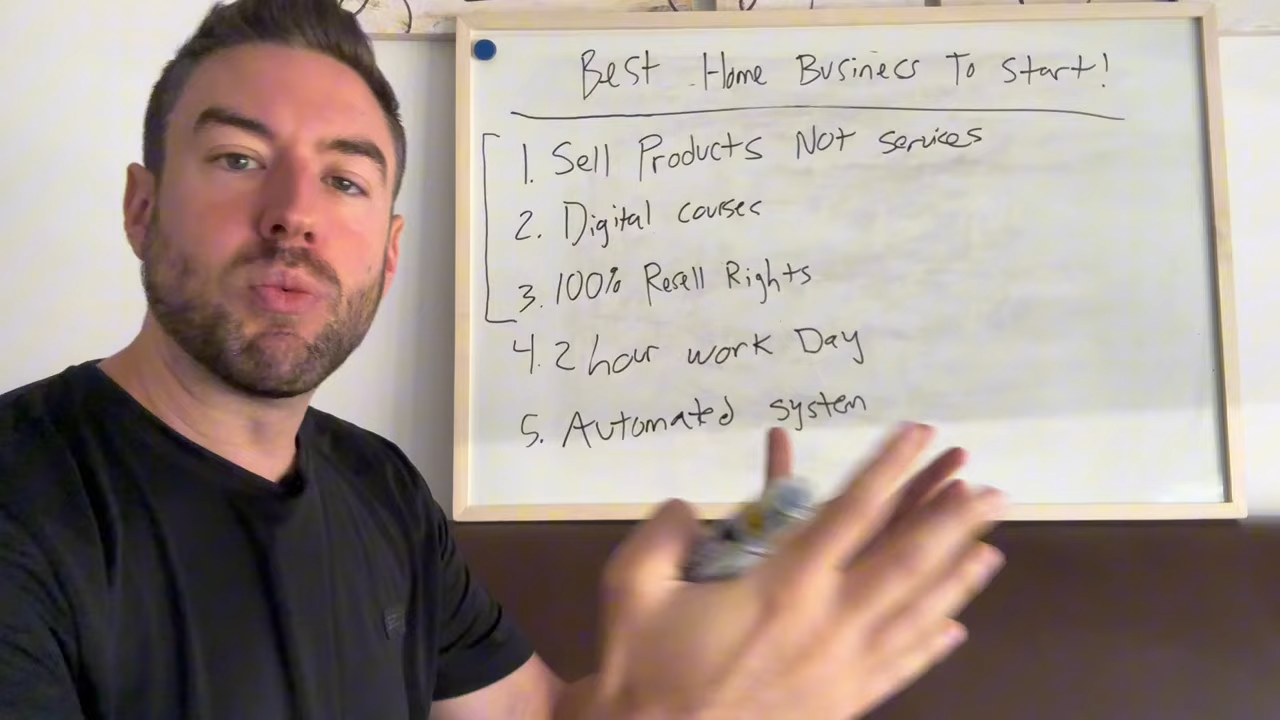 Best Home Business To Start!
1. Sell Products Not services
2. Digital courses
3. 100% Resell Rights
4. 2 hour work Day
5. Automated system